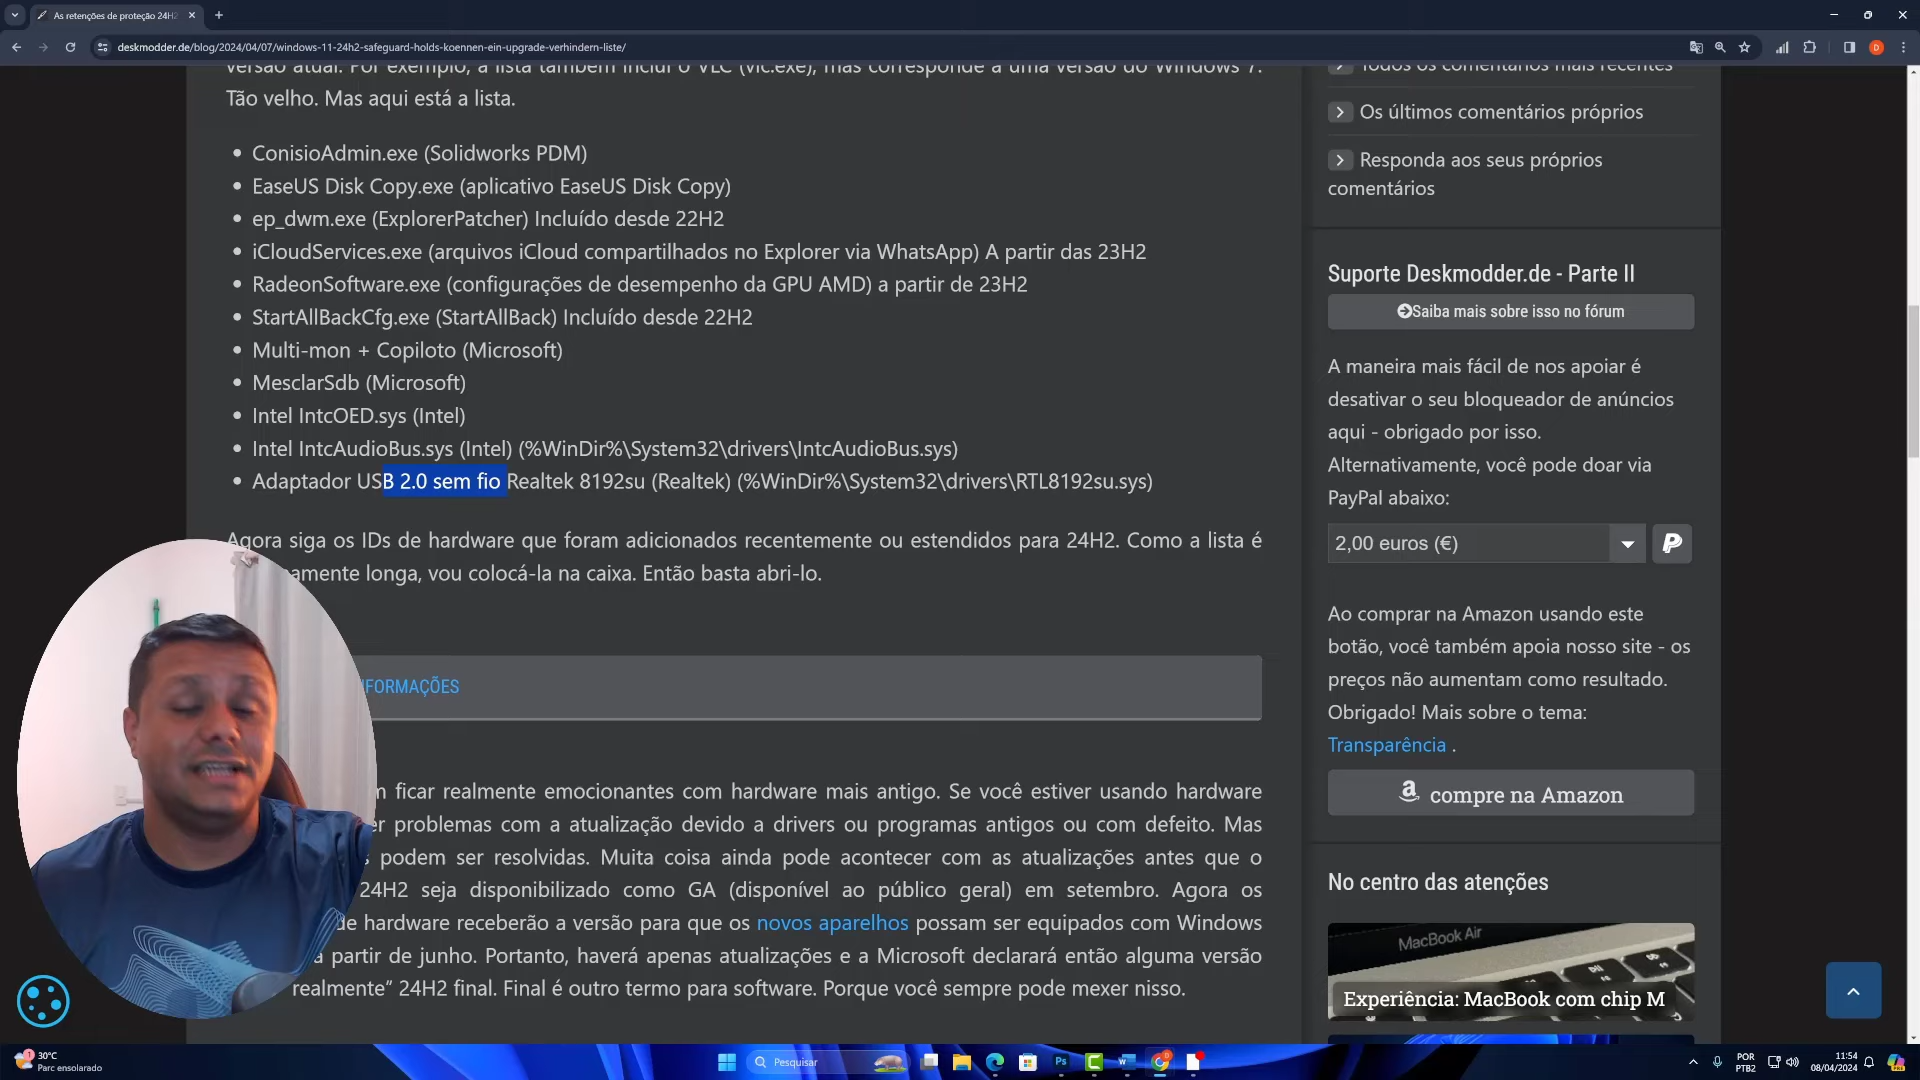 As retenções de proteção 24H2
deskmodder.de/blog/2024/04/07/windows-11-24h2-safeguard-holds-koennen-ein-upgrade-verhindern-liste/
versão atual. Por exemplo, a lista também inclui o VLC (vlc.exe), mas corresponde a uma versão do Windows 7.
Tão velho. Mas aqui está a lista.
ConisioAdmin.exe (Solidworks PDM)
EaseUS Disk Copy.exe (aplicativo EaseUS Disk Copy)
ep_dwm.exe (ExplorerPatcher) Incluído desde 22H2
iCloudServices.exe (arquivos iCloud compartilhados no Explorer via WhatsApp) A partir das 23H2
RadeonSoftware.exe (configurações de desempenho da GPU AMD) a partir de 23H2
StartAllBackCfg.exe (StartAllBack) Incluído desde 22H2
Multi-mon + Copiloto (Microsoft)
MesclarSdb (Microsoft)
Intel IntcOED.sys (Intel)
Intel IntcAudioBus.sys (Intel) (%WinDir%\System32\drivers\IntcAudioBus.sys)
Adaptador USB 2.0 sem fio Realtek 8192su (Realtek) (%WinDir%\System32\drivers\RTL8192su.sys)
Agora siga os IDs de hardware que foram adicionados recentemente ou estendidos para 24H2. Como a lista é
amente longa, vou colocá-la na caixa. Então basta abri-lo.
FORMAÇÕES
ficar realmente emocionantes com hardware mais antigo. Se você estiver usando hardware
er problemas com a atualização devido a drivers ou programas antigos ou com defeito. Mas
podem ser resolvidas. Muita coisa ainda pode acontecer com as atualizações antes que o
24H2 seja disponibilizado como GA (disponível ao público geral) em setembro. Agora os
de hardware receberão a versão para que os novos aparelhos possam ser equipados com Windows
a partir de junho. Portanto, haverá apenas atualizações e a Microsoft declarará então alguma versão
realmente” 24H2 final. Final é outro termo para software. Porque você sempre pode mexer nisso.
Todos os comentários mais recentes
Os últimos comentários próprios
Responda aos seus próprios
comentários
Suporte Deskmodder.de - Parte II
Saiba mais sobre isso no fórum
A maneira mais fácil de nos apoiar é
desativar o seu bloqueador de anúncios
aqui - obrigado por isso.
Alternativamente, você pode doar via
PayPal abaixo:
2,00 euros (€)
Ao comprar na Amazon usando este
botão, você também apoia nosso site - os
preços não aumentam como resultado.
Obrigado! Mais sobre o tema:
Transparência .
compre na Amazon
No centro das atenções
MacBook Air
Experiência: MacBook com chip M
30°C
Parc ensolarado
Pesquisar
POR
PTB2
11:54
08/04/2024